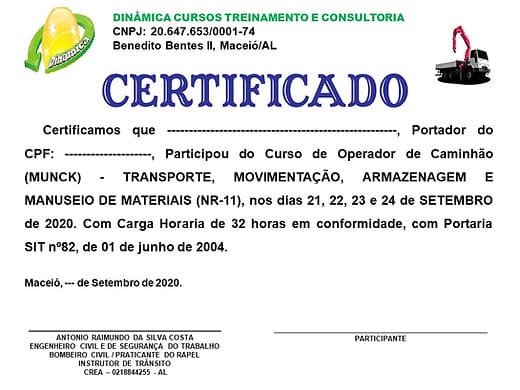 DINÂMICA CURSOS TREINAMENTO E CONSULTORIA
CNPJ: 20.647.653/0001-74
Benedito Bentes II, Maceió/AL
Dinâmica
CERTIFICADO
Certificamos que -----------------------------------------------------, Portador do
CPF: --------------------, Participou do Curso de Operador de Caminhão
(MUNCK) - TRANSPORTE, MOVIMENTAÇÃO, ARMAZENAGEM E
MANUSEIO DE MATERIAIS (NR-11), nos dias 21, 22, 23 e 24 de SETEMBRO
de 2020. Com Carga Horaria de 32 horas em conformidade, com Portaria
SIT nº82, de 01 de junho de 2004.
Maceió, --- de Setembro de 2020.
ANTONIO RAIMUNDO DA SILVA COSTA
ENGENHEIRO CIVIL E DE SEGURANÇA DO TRABALHO
BOMBEIRO CIVIL / PRATICANTE DO RAPEL
INSTRUTOR DE TRÂNSITO
CREA – 0218844255 - AL
PARTICIPANTE